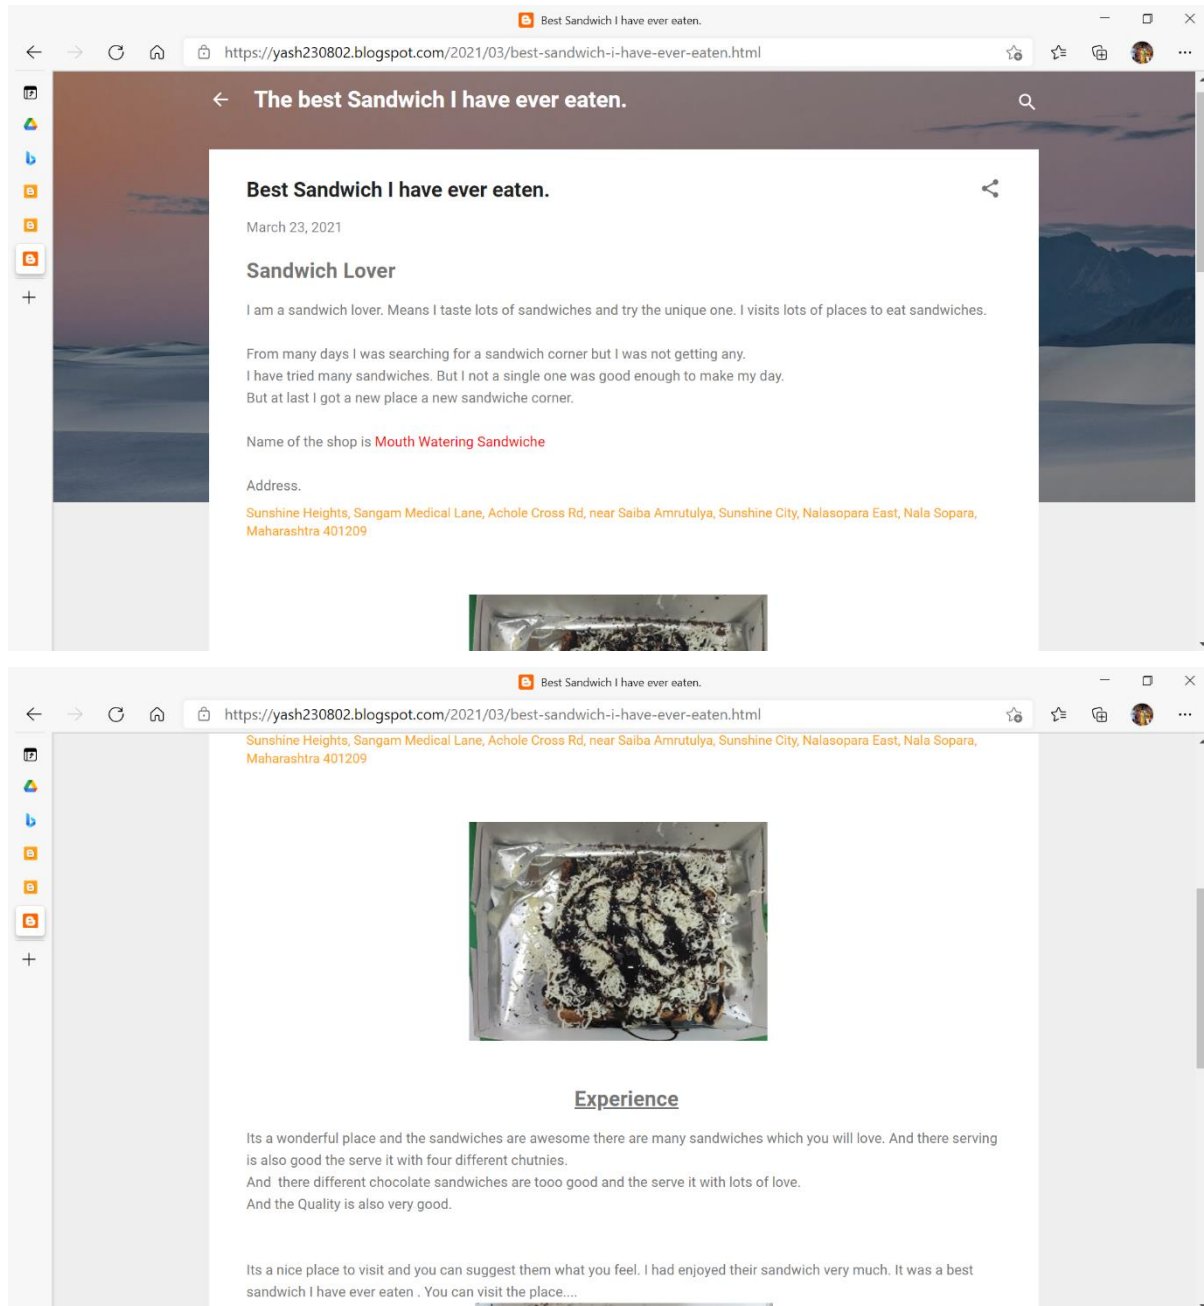 Best Sandwich I have ever eaten.
https://yash230802.blogspot.com/2021/03/best-sandwich-i-have-ever-eaten.html
The best Sandwich I have ever eaten.
Best Sandwich I have ever eaten.
March 23, 2021
Sandwich Lover
I am a sandwich lover. Means I taste lots of sandwiches and try the unique one. I visits lots of places to eat sandwiches.
From many days I was searching for a sandwich corner but I was not getting any.
I have tried many sandwiches. But I not a single one was good enough to make my day.
But at last I got a new place a new sandwiche corner.
Name of the shop is Mouth Watering Sandwiche
Address.
Sunshine Heights, Sangam Medical Lane, Achole Cross Rd, near Saiba Amrutulya, Sunshine City, Nalasopara East, Nala Sopara,
Maharashtra 401209
Best Sandwich I have ever eaten.
https://yash230802.blogspot.com/2021/03/best-sandwich-i-have-ever-eaten.html
Sunshine Heights, Sangam Medical Lane, Achole Cross Rd, near Saiba Amrutulya, Sunshine City, Nalasopara East, Nala Sopara,
Maharashtra 401209
Experience
Its a wonderful place and the sandwiches are awesome there are many sandwiches which you will love. And there serving
is also good the serve it with four different chutnies.
And  there different chocolate sandwiches are tooo good and the serve it with lots of love.
And the Quality is also very good.
Its a nice place to visit and you can suggest them what you feel. I had enjoyed their sandwich very much. It was a best
sandwich I have ever eaten . You can visit the place....